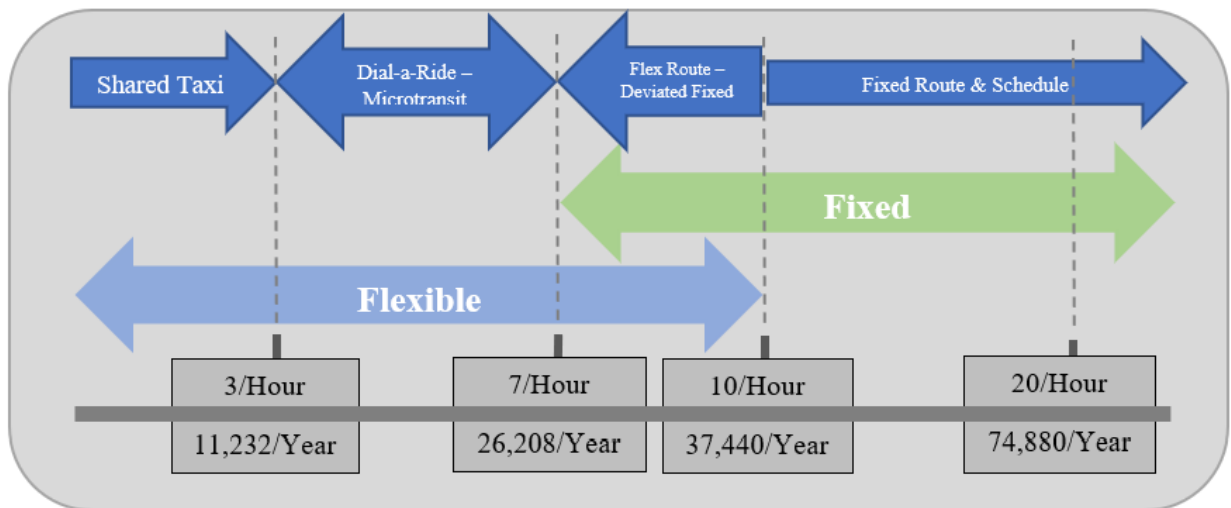 Shared Taxi
Dial-a-Ride –
Microtransit
Flex Route –
Deviated Fixed
Fixed Route & Schedule
Fixed
Flexible
3/Hour
7/Hour
10/Hour
20/Hour
11,232/Year
26,208/Year
37,440/Year
74,880/Year